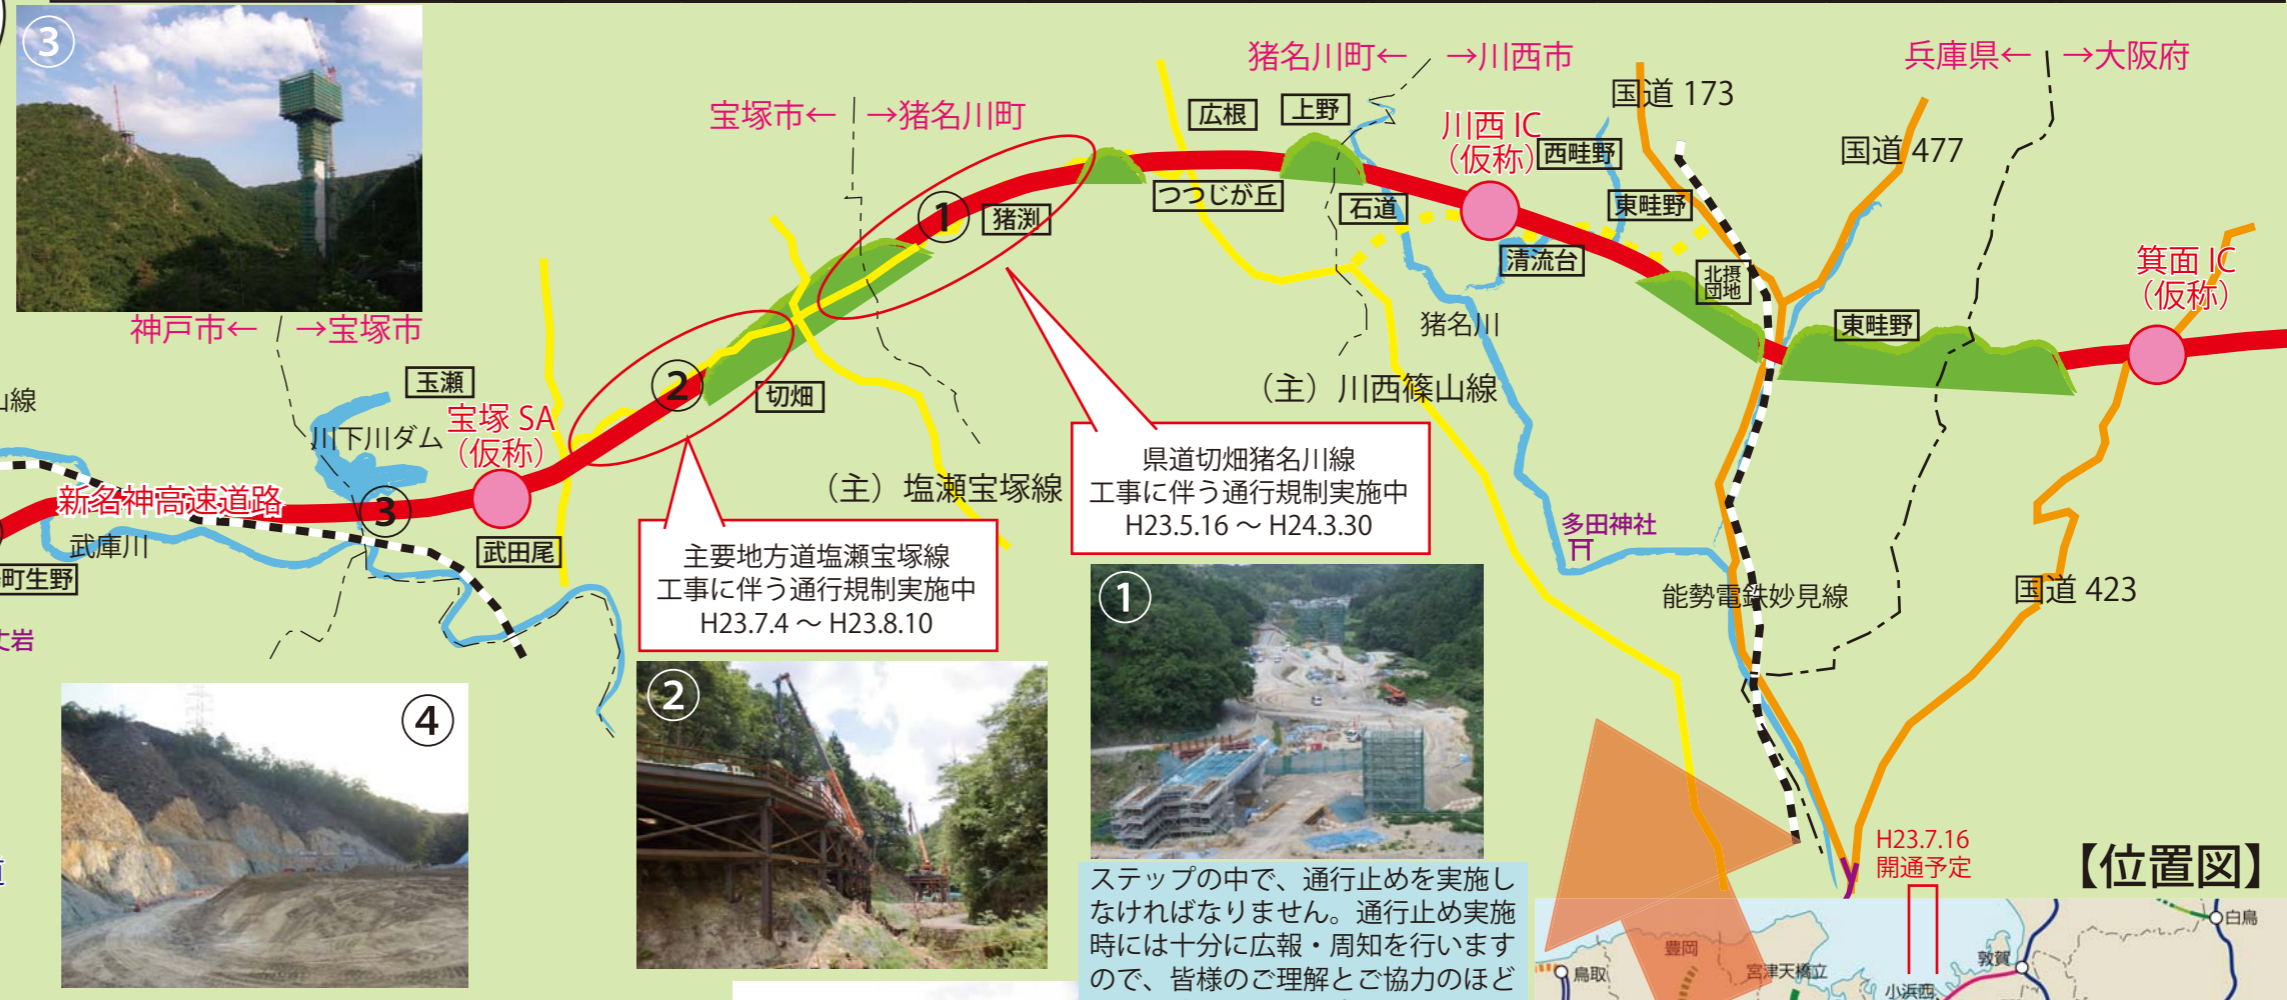 ③
神戸市← →宝塚市
宝塚市← →猪名川町
猪名川町← →川西市
兵庫県← →大阪府
国道 173
国道 477
広根
上野
川西 IC
（仮称）
西畦野
東畦野
つつじが丘
石道
①
猪渕
清流台
北摂
団地
東畦野
箕面 IC
（仮称）
猪名川
（主）川西篠山線
玉瀬
②
切畑
山線
川下川ダム
宝塚 SA
（仮称）
新名神高速道路
③
武庫川
武田尾
町生野
丈岩
（主）塩瀬宝塚線
県道切畑猪名川線
工事に伴う通行規制実施中
H23.5.16 ～ H24.3.30
主要地方道塩瀬宝塚線
工事に伴う通行規制実施中
H23.7.4 ～ H23.8.10
多田神社
能勢電鉄妙見線
国道 423
④
②
①
ステップの中で、通行止めを実施し
なければなりません。通行止め実施
時には十分に広報・周知を行います
ので、皆様のご理解とご協力のほど
H23.7.16
開通予定
【位置図】
白鳥
豊岡
鳥取
宮津天橋立
敦賀
小浜西